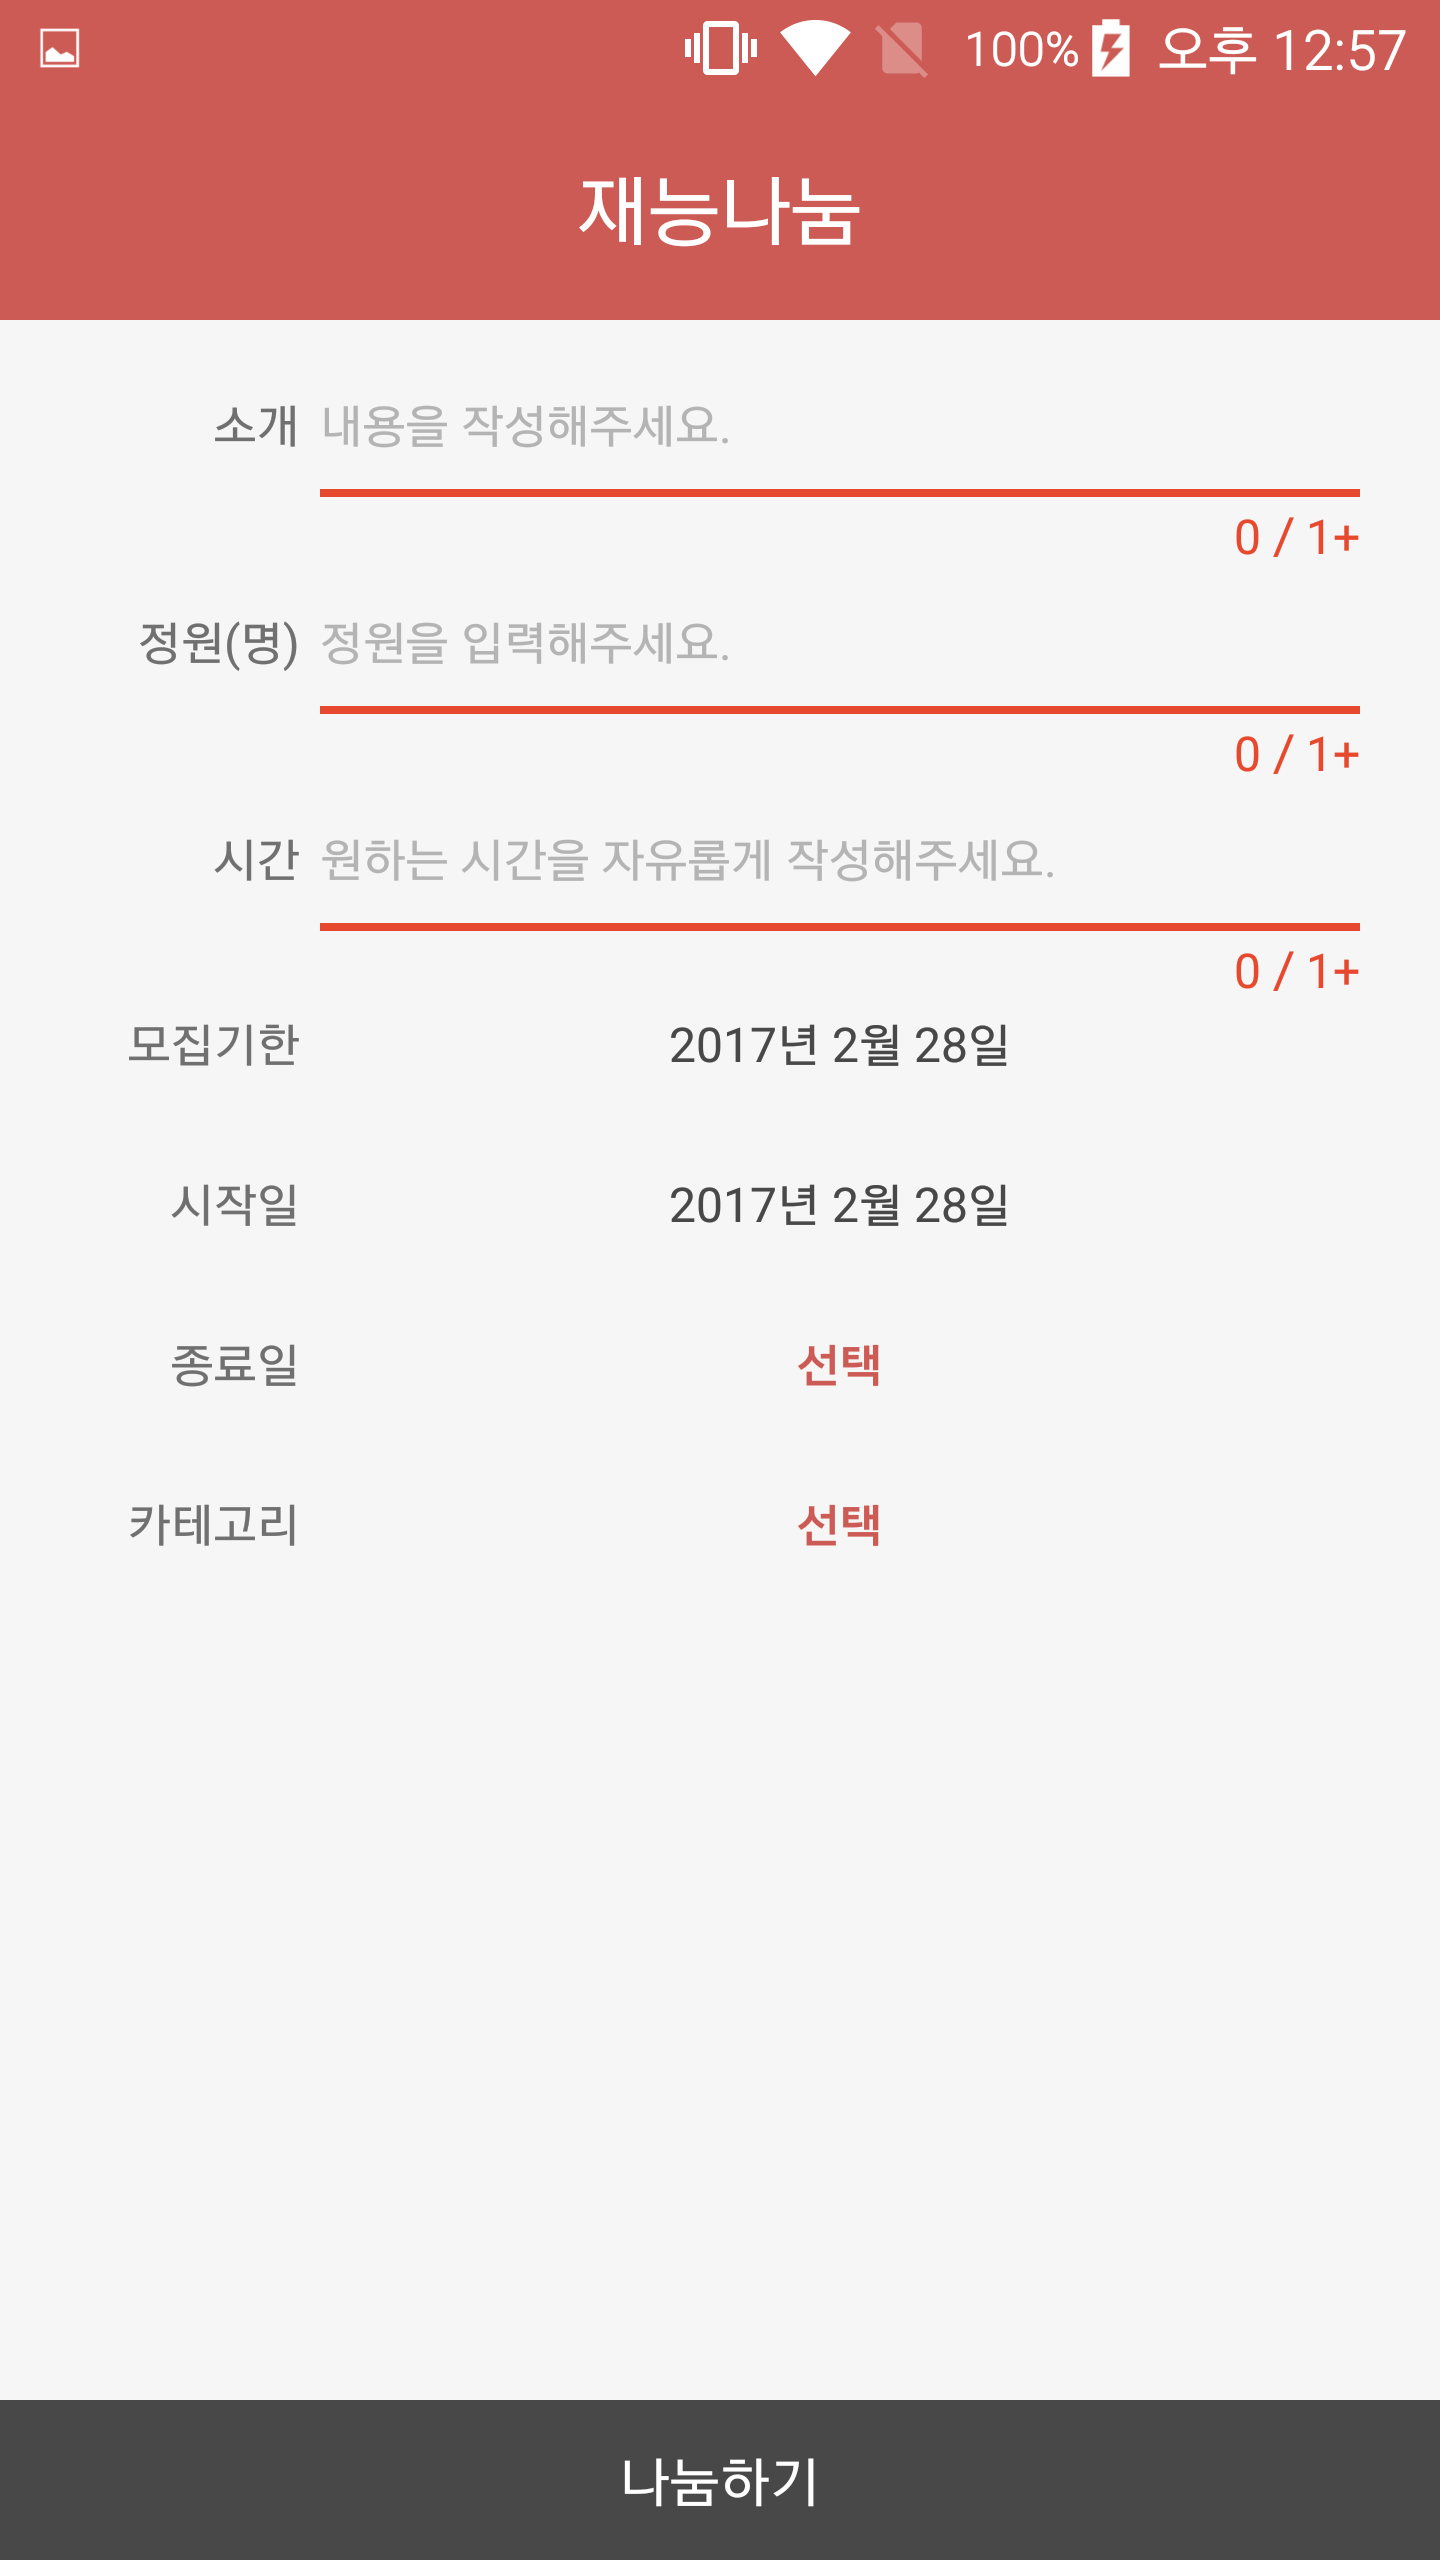 100% 오후 12:57
재능나눔
소개 내용을 작성해주세요.
0 / 1+
정원(명) 정원을 입력해주세요.
0 / 1+
시간 원하는 시간을 자유롭게 작성해주세요.
0 / 1+
모집기한 2017년 2월 28일
시작일 2017년 2월 28일
종료일 선택
카테고리 선택
나눔하기